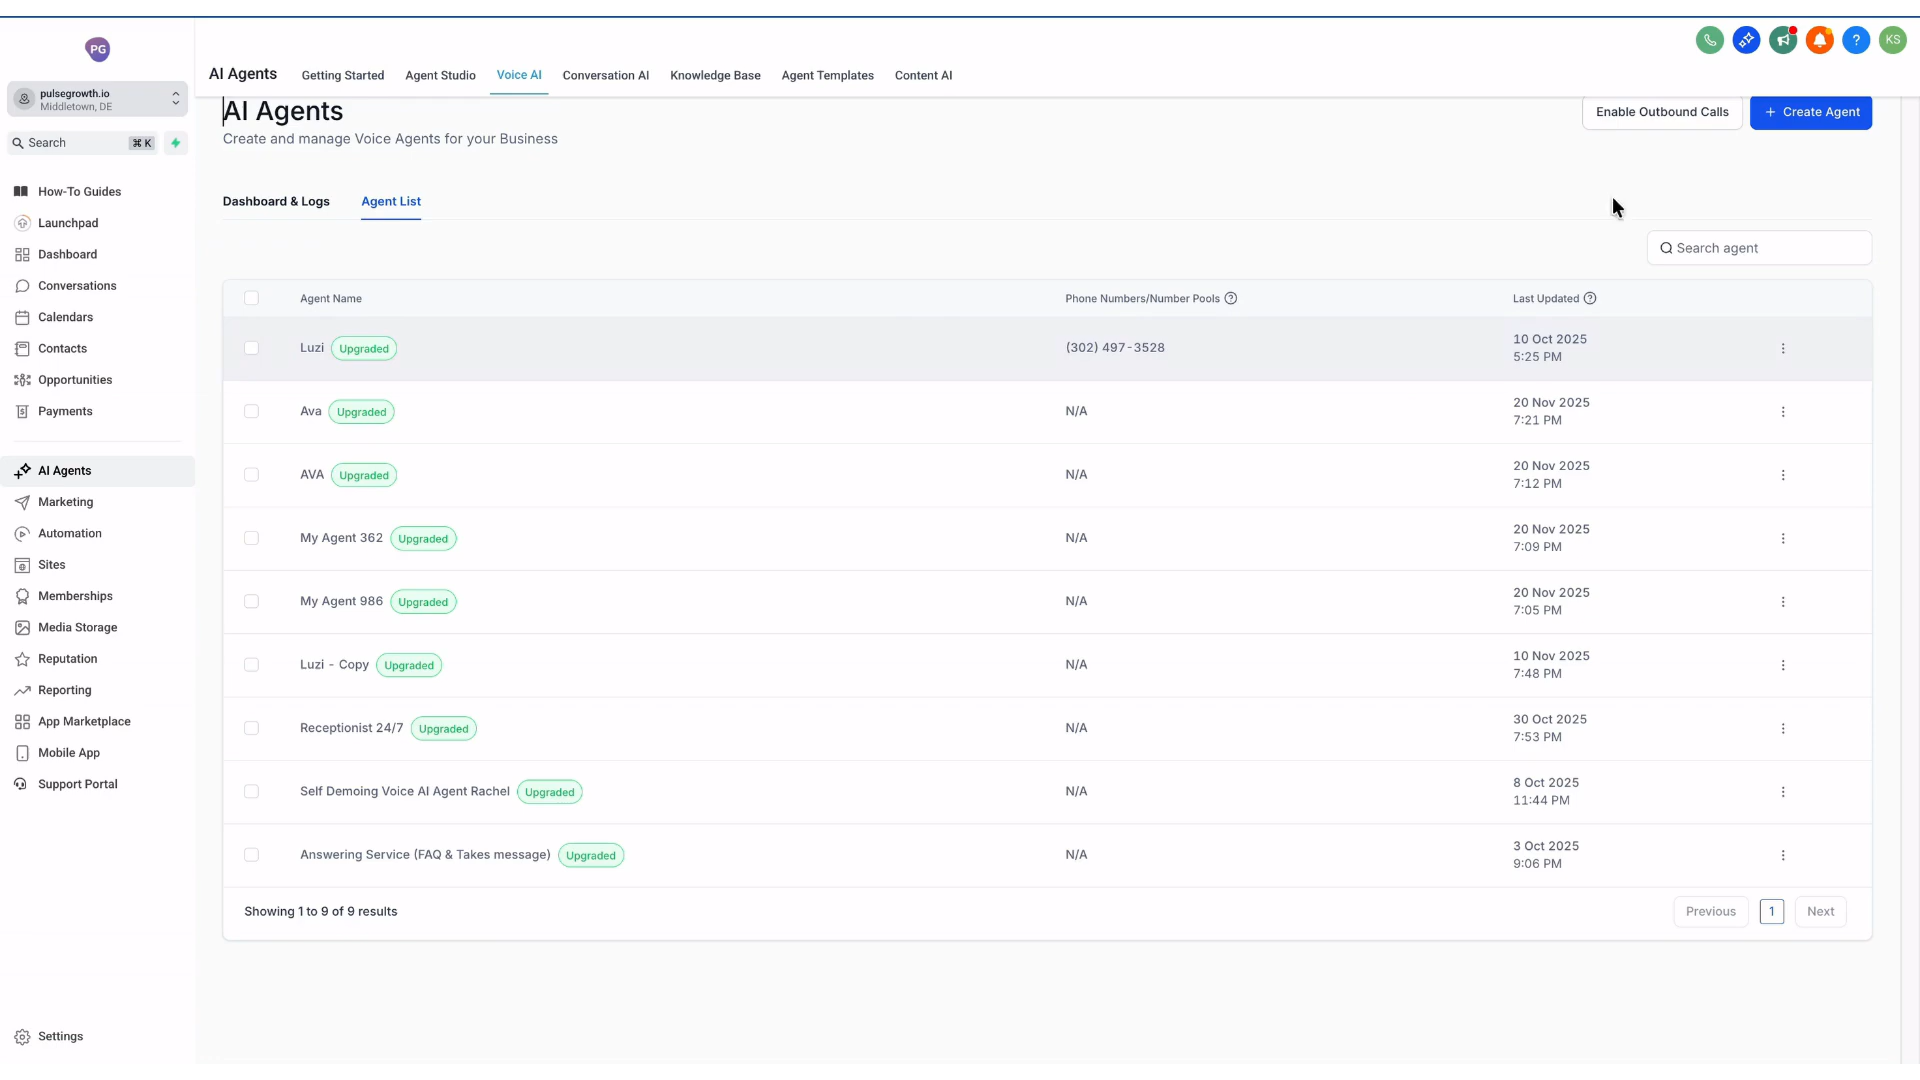 PG
pulsegrowth.io
Middletown, DE
Search
⌘ K
How-To Guides
Launchpad
Dashboard
Conversations
Calendars
Contacts
Opportunities
Payments
AI Agents
Marketing
Automation
Sites
Memberships
Media Storage
Reputation
Reporting
App Marketplace
Mobile App
Support Portal
Settings
AI Agents
Getting Started
Agent Studio
Voice AI
Conversation AI
Knowledge Base
Agent Templates
Content AI
?
KS
AI Agents
Create and manage Voice Agents for your Business
Enable Outbound Calls
+ Create Agent
Dashboard & Logs
Agent List
Search agent
Agent Name
Phone Numbers/Number Pools ?
Last Updated ?
Luzi Upgraded
(302) 497-3528
10 Oct 2025
5:25 PM
Ava Upgraded
N/A
20 Nov 2025
7:21 PM
AVA Upgraded
N/A
20 Nov 2025
7:12 PM
My Agent 362 Upgraded
N/A
20 Nov 2025
7:09 PM
My Agent 986 Upgraded
N/A
20 Nov 2025
7:05 PM
Luzi - Copy Upgraded
N/A
10 Nov 2025
7:48 PM
Receptionist 24/7 Upgraded
N/A
30 Oct 2025
7:53 PM
Self Demoing Voice AI Agent Rachel Upgraded
N/A
8 Oct 2025
11:44 PM
Answering Service (FAQ & Takes message) Upgraded
N/A
3 Oct 2025
9:06 PM
Showing 1 to 9 of 9 results
Previous
1
Next